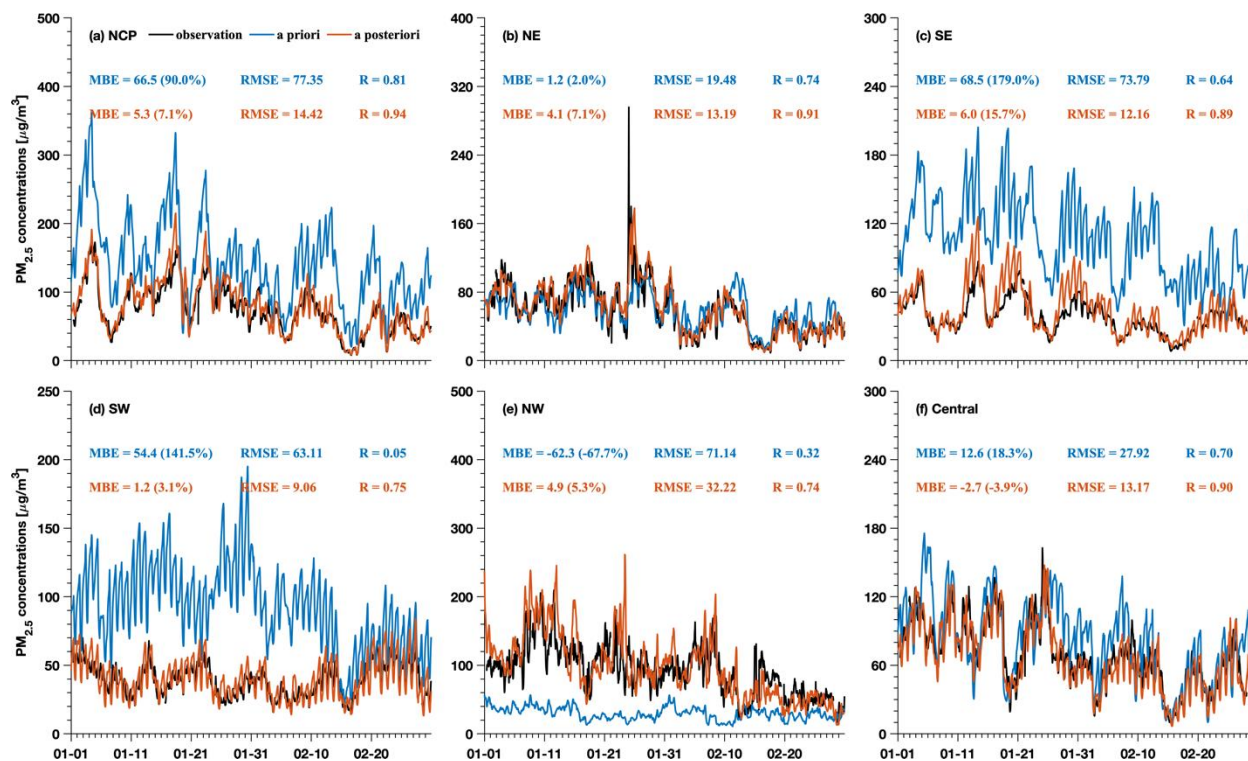 (a) NCP observation a priori a posteriori
MBE = 66.5 (90.0%) RMSE = 77.35 R = 0.81
MBE = 5.3 (7.1%) RMSE = 14.42 R = 0.94
500
400
300
200
100
0
PM2.5 concentrations [μg/m3]
(b) NE
MBE = 1.2 (2.0%) RMSE = 19.48 R = 0.74
MBE = 4.1 (7.1%) RMSE = 13.19 R = 0.91
400
320
240
160
80
0
(c) SE
MBE = 68.5 (179.0%) RMSE = 73.79 R = 0.64
MBE = 6.0 (15.7%) RMSE = 12.16 R = 0.89
300
240
180
120
60
0
(d) SW
MBE = 54.4 (141.5%) RMSE = 63.11 R = 0.05
MBE = 1.2 (3.1%) RMSE = 9.06 R = 0.75
250
200
150
100
50
0
PM2.5 concentrations [μg/m3]
01-01 01-11 01-21 01-31 02-10 02-20
(e) NW
MBE = -62.3 (-67.7%) RMSE = 71.14 R = 0.32
MBE = 4.9 (5.3%) RMSE = 32.22 R = 0.74
500
400
300
200
100
0
01-01 01-11 01-21 01-31 02-10 02-20
(f) Central
MBE = 12.6 (18.3%) RMSE = 27.92 R = 0.70
MBE = -2.7 (-3.9%) RMSE = 13.17 R = 0.90
300
240
180
120
60
0
01-01 01-11 01-21 01-31 02-10 02-20